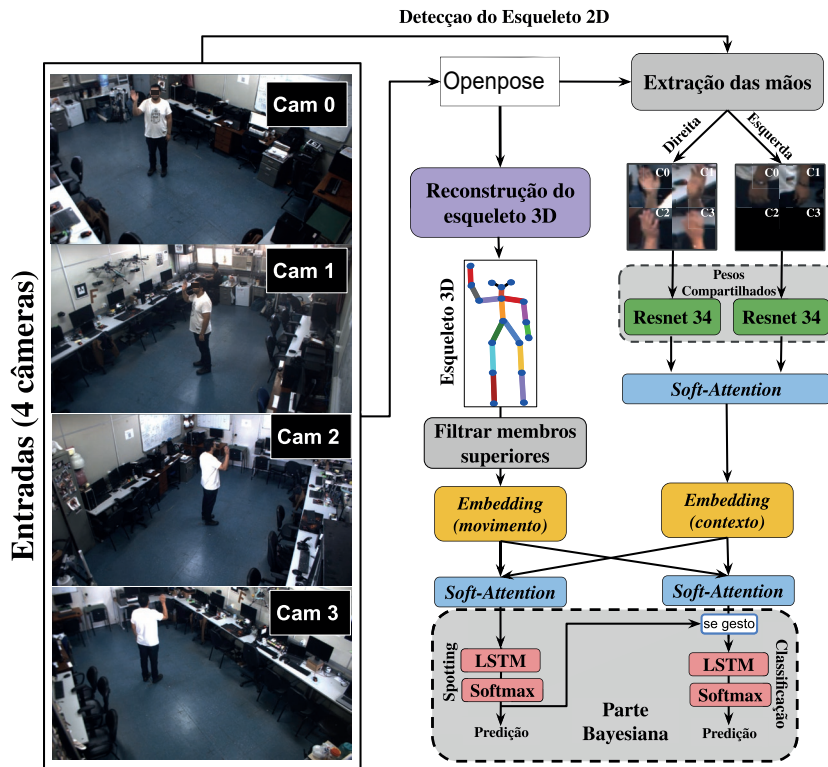 Detecçao do Esqueleto 2D
Entradas (4 câmeras)
Cam 0
Cam 1
Cam 2
Cam 3
Openpose
Extração das mãos
Direita
Esquerda
C0
C1
C2
C3
C0
C1
C2
C3
Reconstrução do
esqueleto 3D
Esqueleto 3D
Pesos
Compartilhados
Resnet 34
Resnet 34
Soft-Attention
Filtrar membros
superiores
Embedding
(movimento)
Embedding
(contexto)
Soft-Attention
Soft-Attention
se gesto
Spotting
LSTM
Softmax
Predição
Classificação
LSTM
Softmax
Predição
Parte
Bayesiana